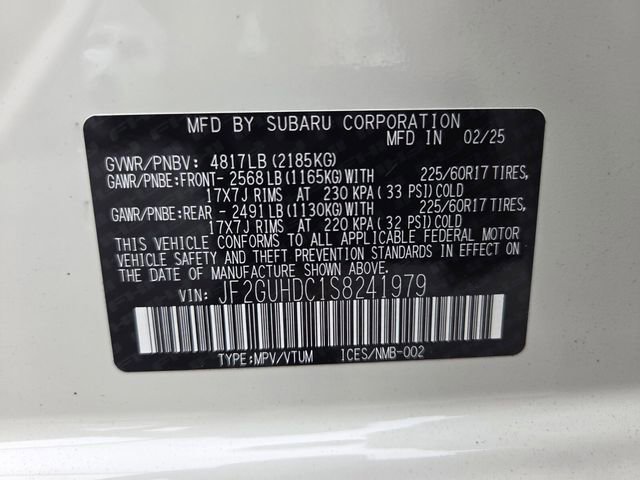 MFD BY SUBARU CORPORATION
MFD IN 02/25
GVWR/PNBV: 4817LB(2185KG)
GAWR/PNBE:FRONT-2568LB(1165KG)WITH 225/60R17 TIRES,
17X7J RIMS AT 230 KPA( 33 PSI)COLD
GAWR/PNBE:REAR -2491LB(1130KG)WITH 225/60R17 TIRES,
17X7J RIMS AT 220 KPA( 32 PSI)COLD
THIS VEHICLE CONFORMS TO ALL APPLICABLE FEDERAL MOTOR
VEHICLE SAFETY AND THEFT PREVENTION STANDARDS IN EFFECT
ON THE DATE OF MANUFACTURE SHOWN ABOVE.
VIN: JF2GUHDC1S8241979
TYPE:MPV/VTUM ICES/NMB-002